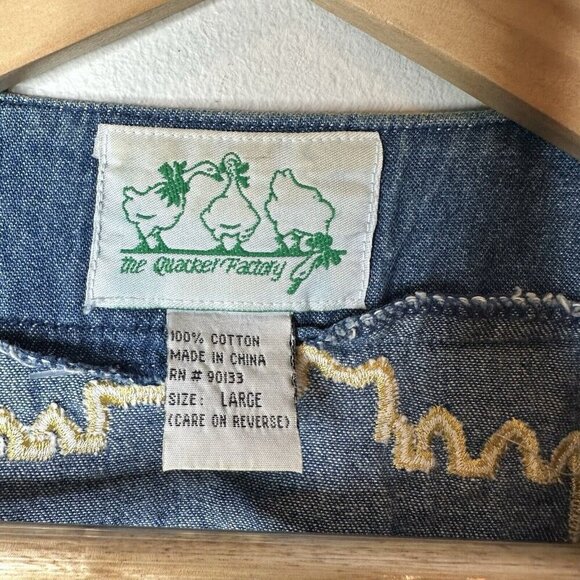 the Quacker Factory
100% COTTON
MADE IN CHINA
RN # 90133
SIZE: LARGE
(CARE ON REVERSE)